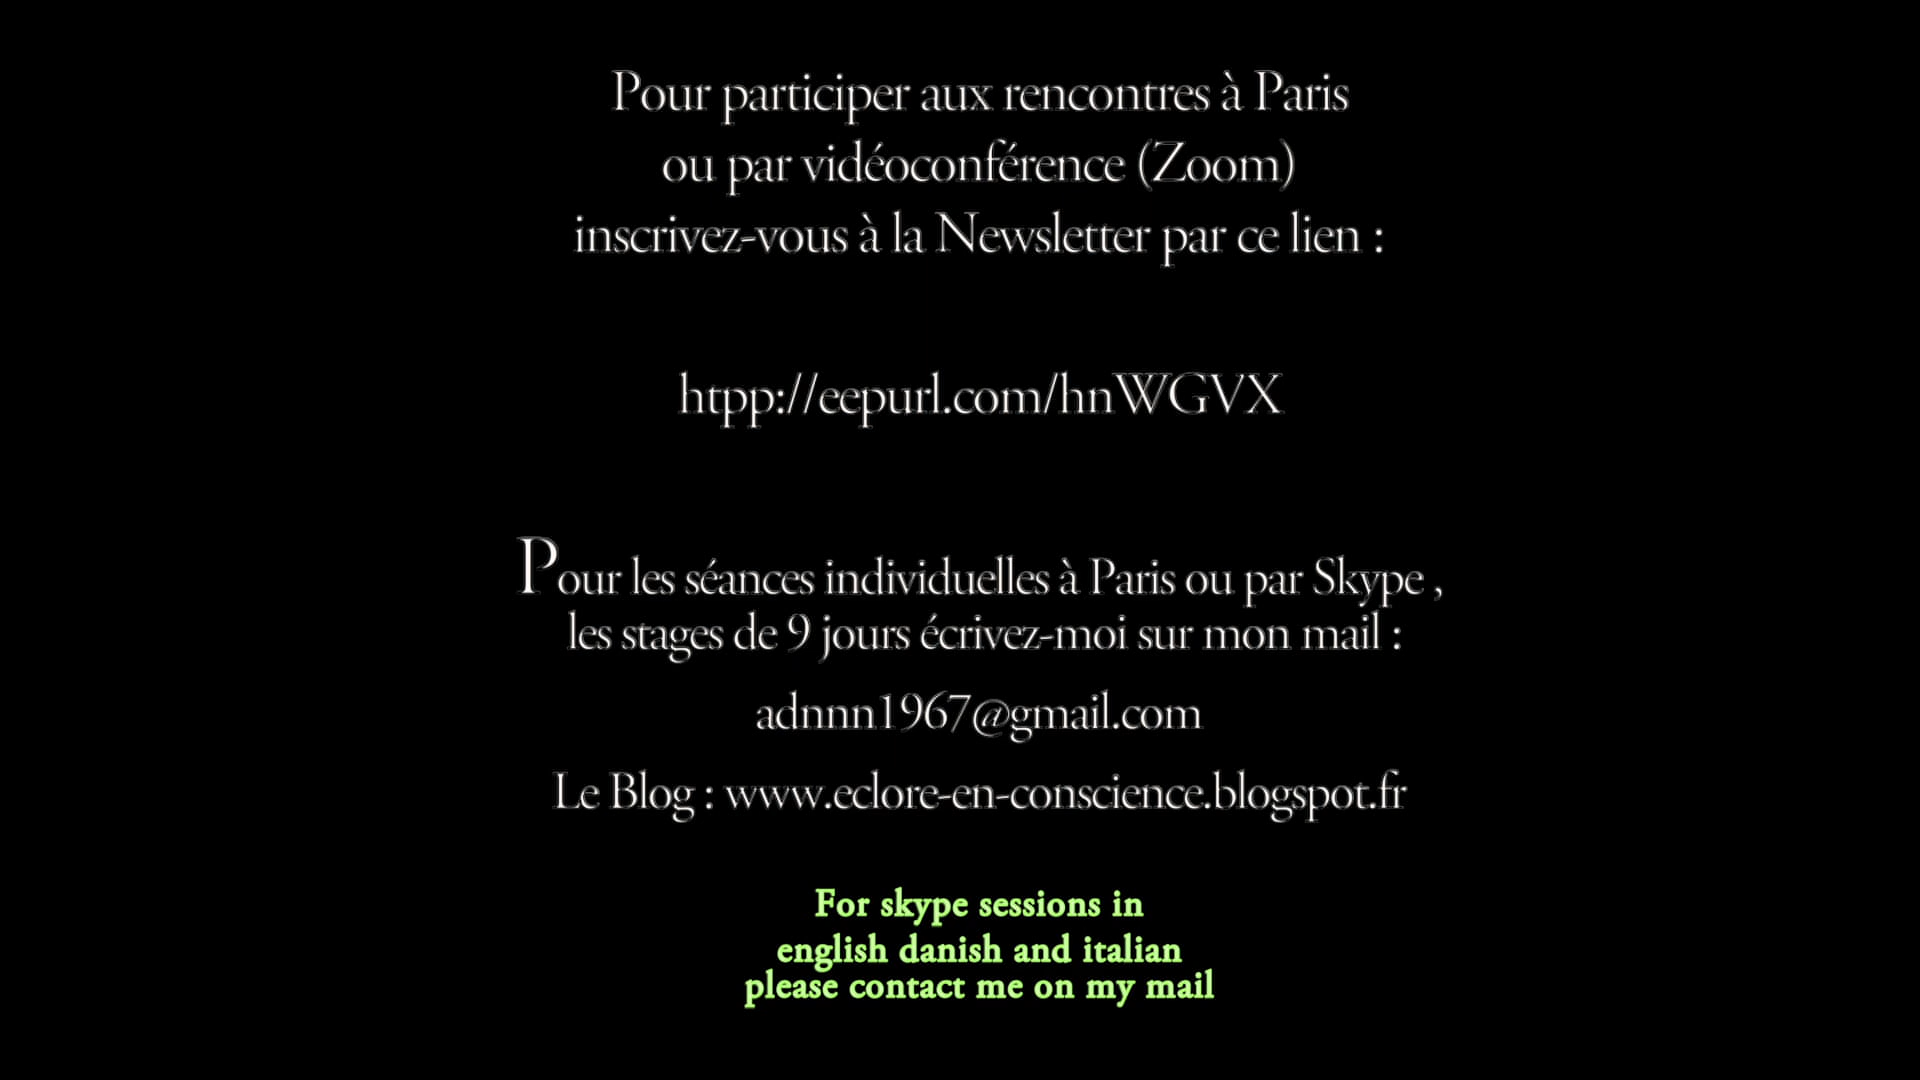 Pour participer aux rencontres à Paris
ou par vidéoconférence (Zoom)
inscrivez-vous à la Newsletter par ce lien :
htpp://eepurl.com/hnWGVX
Pour les séances individuelles à Paris ou par Skype ,
les stages de 9 jours écrivez-moi sur mon mail :
adnnn1967@gmail.com
Le Blog : www.eclore-en-conscience.blogspot.fr
For skype sessions in
english danish and italian
please contact me on my mail